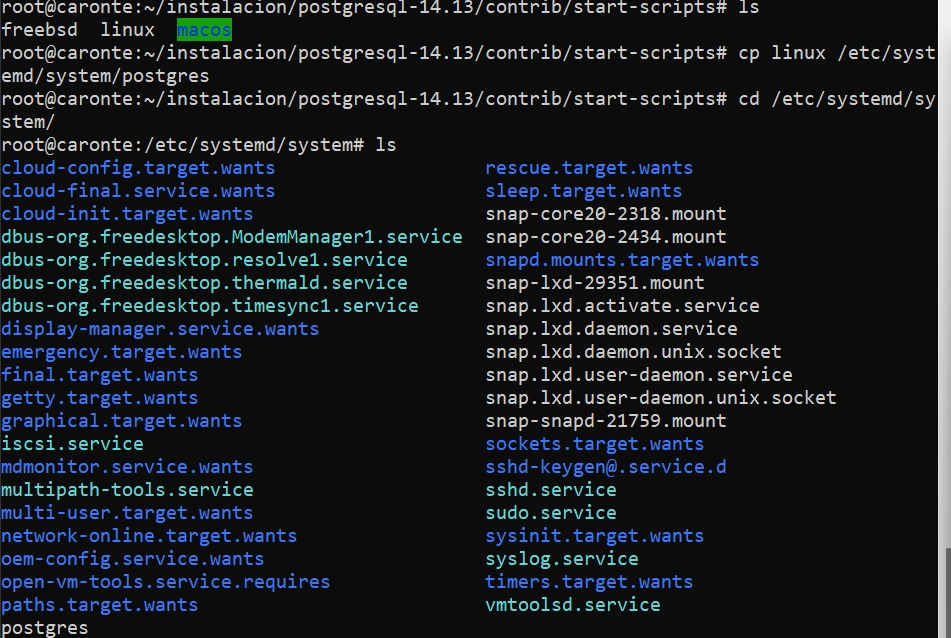 root@caronte:~/instalacion/postgresql-14.13/contrib/start-scripts# ls
freebsd  linux  macos
root@caronte:~/instalacion/postgresql-14.13/contrib/start-scripts# cp linux /etc/syst
emd/system/postgres
root@caronte:~/instalacion/postgresql-14.13/contrib/start-scripts# cd /etc/systemd/sy
stem/
root@caronte:/etc/systemd/system# ls
cloud-config.target.wants                   rescue.target.wants
cloud-final.service.wants                   sleep.target.wants
cloud-init.target.wants                     snap-core20-2318.mount
dbus-org.freedesktop.ModemManager1.service  snap-core20-2434.mount
dbus-org.freedesktop.resolve1.service       snapd.mounts.target.wants
dbus-org.freedesktop.thermald.service       snap-lxd-29351.mount
dbus-org.freedesktop.timesync1.service      snap.lxd.activate.service
display-manager.service.wants               snap.lxd.daemon.service
emergency.target.wants                      snap.lxd.daemon.unix.socket
final.target.wants                          snap.lxd.user-daemon.service
getty.target.wants                          snap.lxd.user-daemon.unix.socket
graphical.target.wants                      snap-snapd-21759.mount
iscsi.service                               sockets.target.wants
mdmonitor.service.wants                     sshd-keygen@.service.d
multipath-tools.service                     sshd.service
multi-user.target.wants                     sudo.service
network-online.target.wants                 sysinit.target.wants
oem-config.service.wants                    syslog.service
open-vm-tools.service.requires              timers.target.wants
paths.target.wants                          vmtoolsd.service
postgres